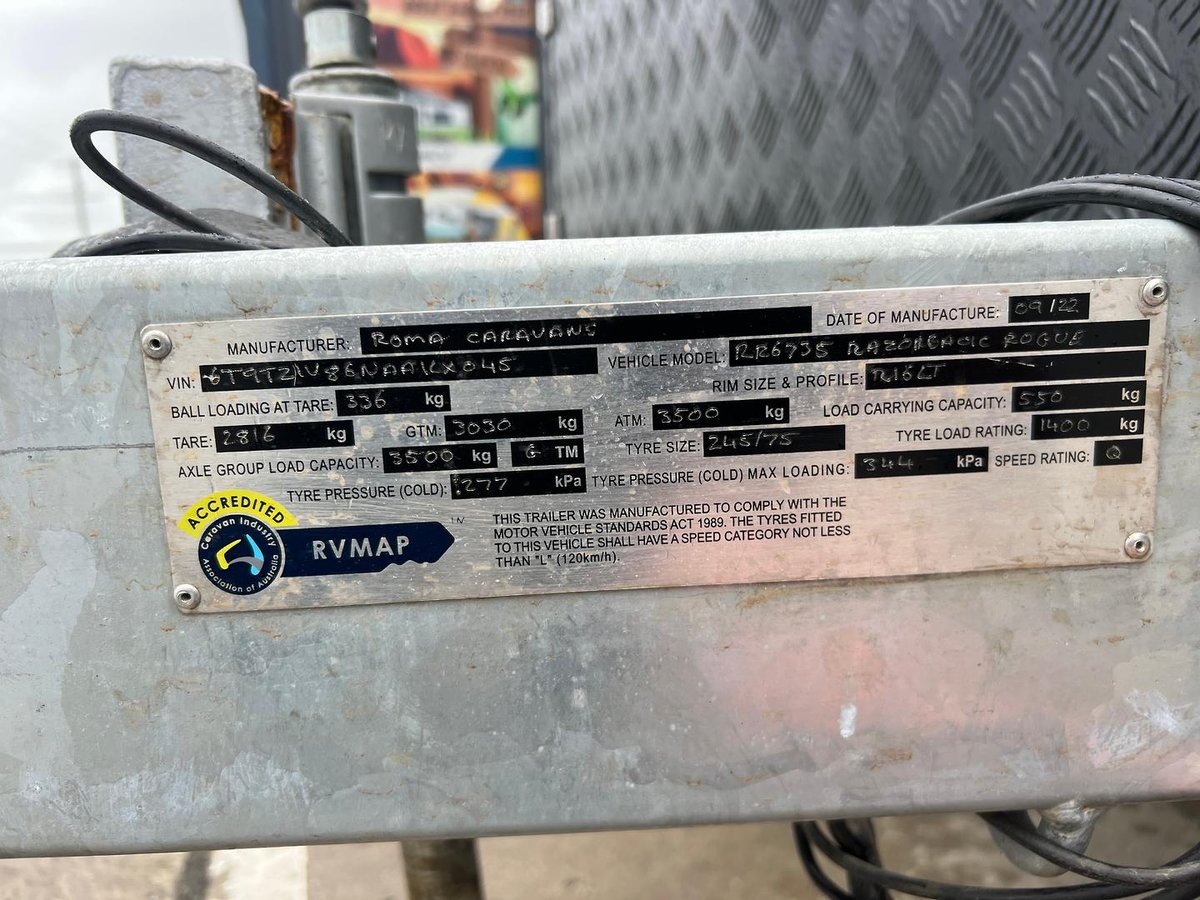 MANUFACTURER: ROMA CARAVANS DATE OF MANUFACTURE: 09/22
VIN: VEHICLE MODEL: RR6735 RAZORBACK ROGUE
BALL LOADING AT TARE: 336 kg RIM SIZE & PROFILE: R16LT
TARE: 2816 kg GTM: 3030 kg ATM: 3500 kg LOAD CARRYING CAPACITY: 550 kg
AXLE GROUP LOAD CAPACITY: 3500 kg G TM TYRE SIZE: 245/75 TYRE LOAD RATING: 1400 kg
TYRE PRESSURE (COLD): 277 kPa TYRE PRESSURE (COLD) MAX LOADING: 344 kPa SPEED RATING: Q
ACCREDITED
Caravan Industry
Association of Australia
RVMAP
THIS TRAILER WAS MANUFACTURED TO COMPLY WITH THE
MOTOR VEHICLE STANDARDS ACT 1989. THE TYRES FITTED
TO THIS VEHICLE SHALL HAVE A SPEED CATEGORY NOT LESS
THAN "L" (120km/h).